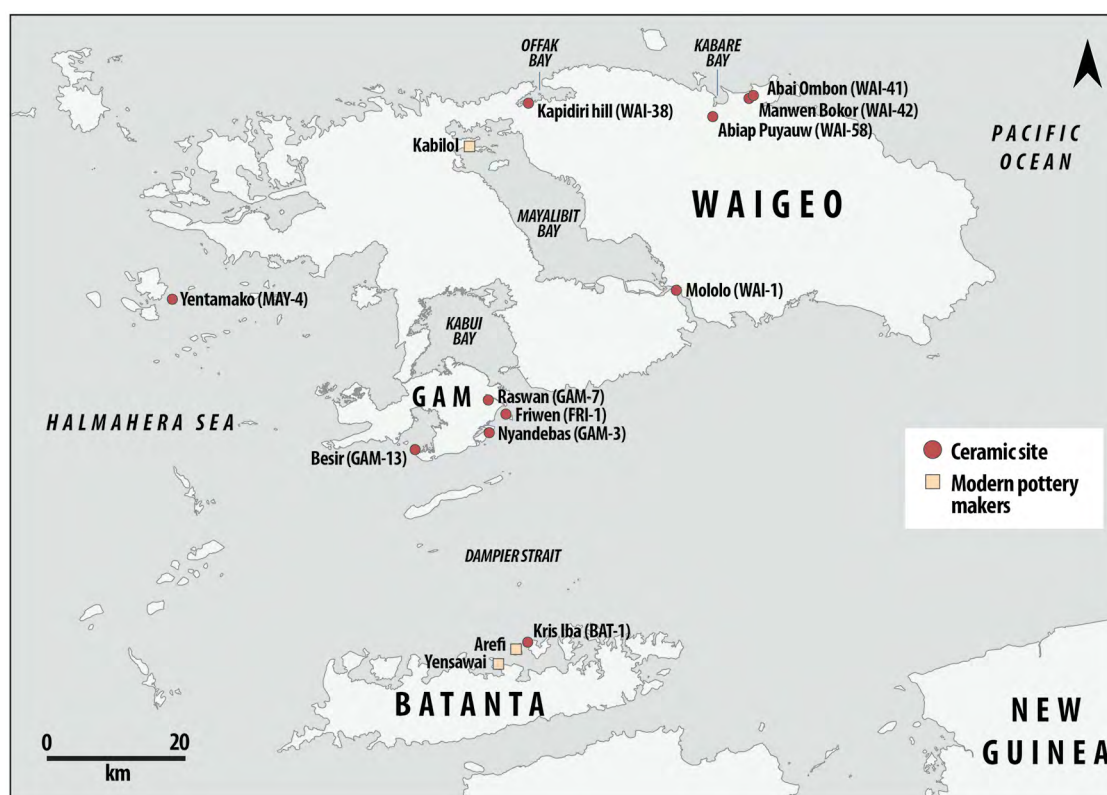 OFFAK
BAY
KABARE
BAY
Abai Ombon (WAI-41)
Manwen Bokor (WAI-42)
Kapidiri hill (WAI-38)
Abiap Puyauw (WAI-58)
PACIFIC
OCEAN
Kabilol
WAIGEO
MAYALIBIT
BAY
Mololo (WAI-1)
Yentamako (MAY-4)
KABUI
BAY
GAM
Raswan (GAM-7)
Friwen (FRI-1)
Nyandebas (GAM-3)
HALMAHERA SEA
Besir (GAM-13)
Ceramic site
Modern pottery
makers
DAMPIER STRAIT
Kris Iba (BAT-1)
Arefi
Yensawai
BATANTA
NEW
GUINEA
0 20
km